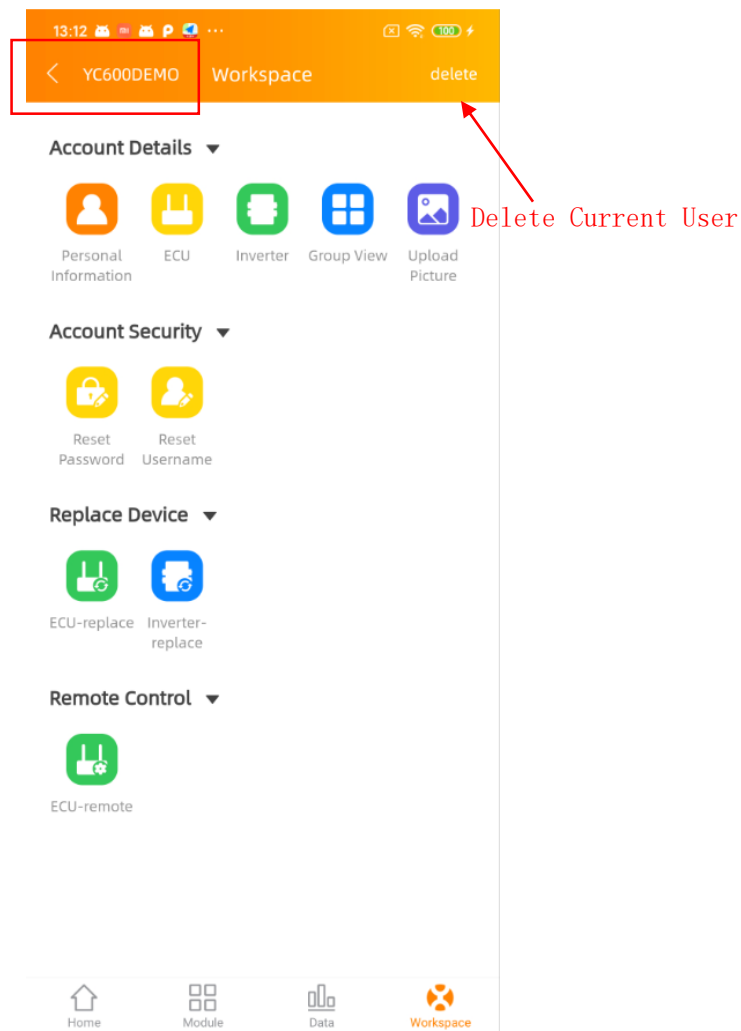 13:12 ···
100
YC600DEMO Workspace delete
Delete Current User
Account Details
Personal Information
ECU
Inverter
Group View
Upload Picture
Account Security
Reset Password
Reset Username
Replace Device
ECU-replace
Inverter-replace
Remote Control
ECU-remote
Home Module Data Workspace